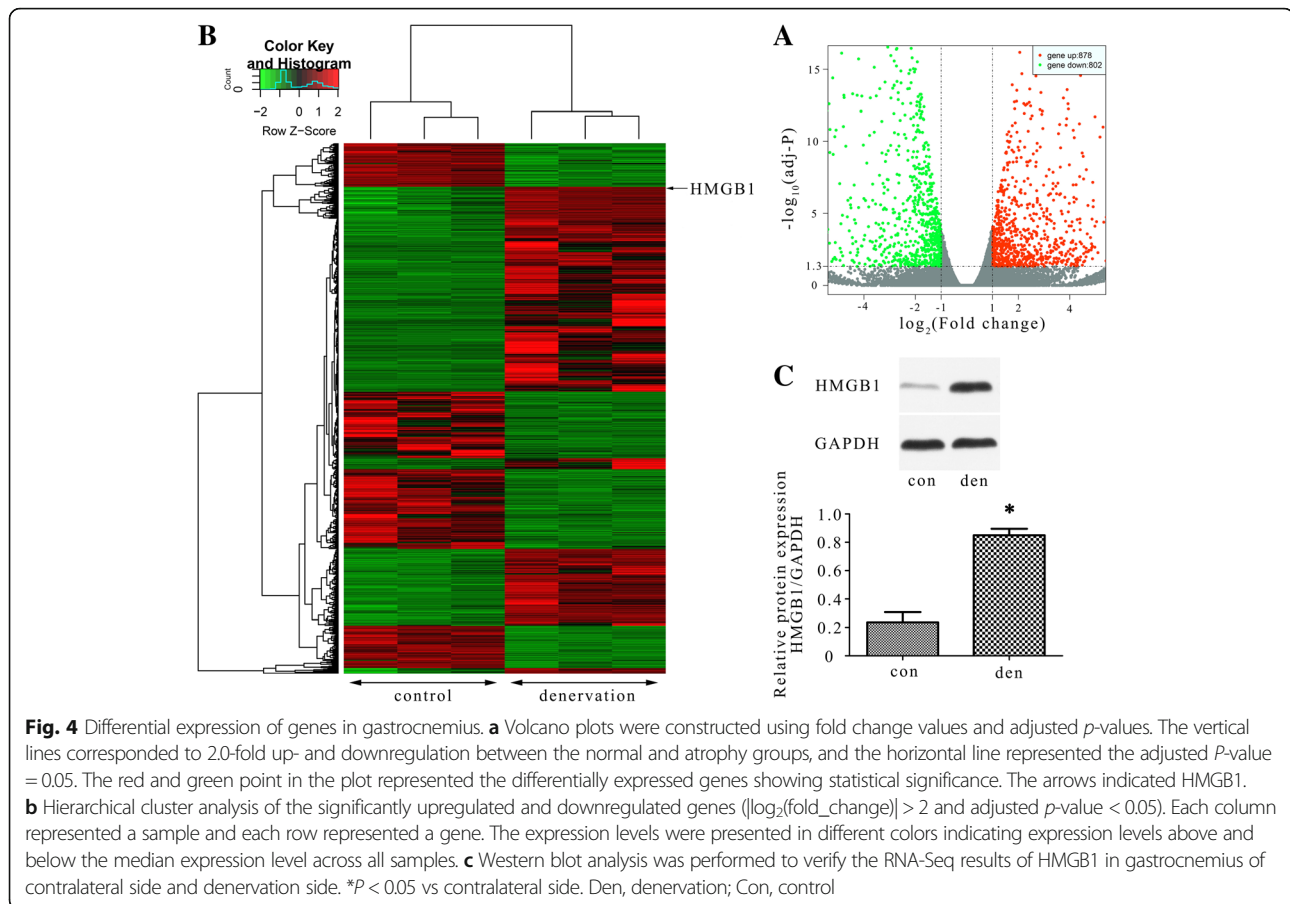 B
Color Key
and Histogram
Count
0
−2 −1 0 1 2
Row Z−Score
HMGB1
control
denervation
A
gene up:878
gene down:802
-log10(adj-P)
15
10
5
1.3
0
-4 -2 -1 1 2 4
log2(Fold change)
C
HMGB1
GAPDH
con den
Relative protein expression
HMGB1/GAPDH
1.0
0.8
0.6
0.4
0.2
0
*
con den
Fig. 4 Differential expression of genes in gastrocnemius. a Volcano plots were constructed using fold change values and adjusted p-values. The vertical
lines corresponded to 2.0-fold up- and downregulation between the normal and atrophy groups, and the horizontal line represented the adjusted P-value
= 0.05. The red and green point in the plot represented the differentially expressed genes showing statistical significance. The arrows indicated HMGB1.
b Hierarchical cluster analysis of the significantly upregulated and downregulated genes (|log2(fold_change)| > 2 and adjusted p-value < 0.05). Each column
represented a sample and each row represented a gene. The expression levels were presented in different colors indicating expression levels above and
below the median expression level across all samples. c Western blot analysis was performed to verify the RNA-Seq results of HMGB1 in gastrocnemius of
contralateral side and denervation side. *P < 0.05 vs contralateral side. Den, denervation; Con, control